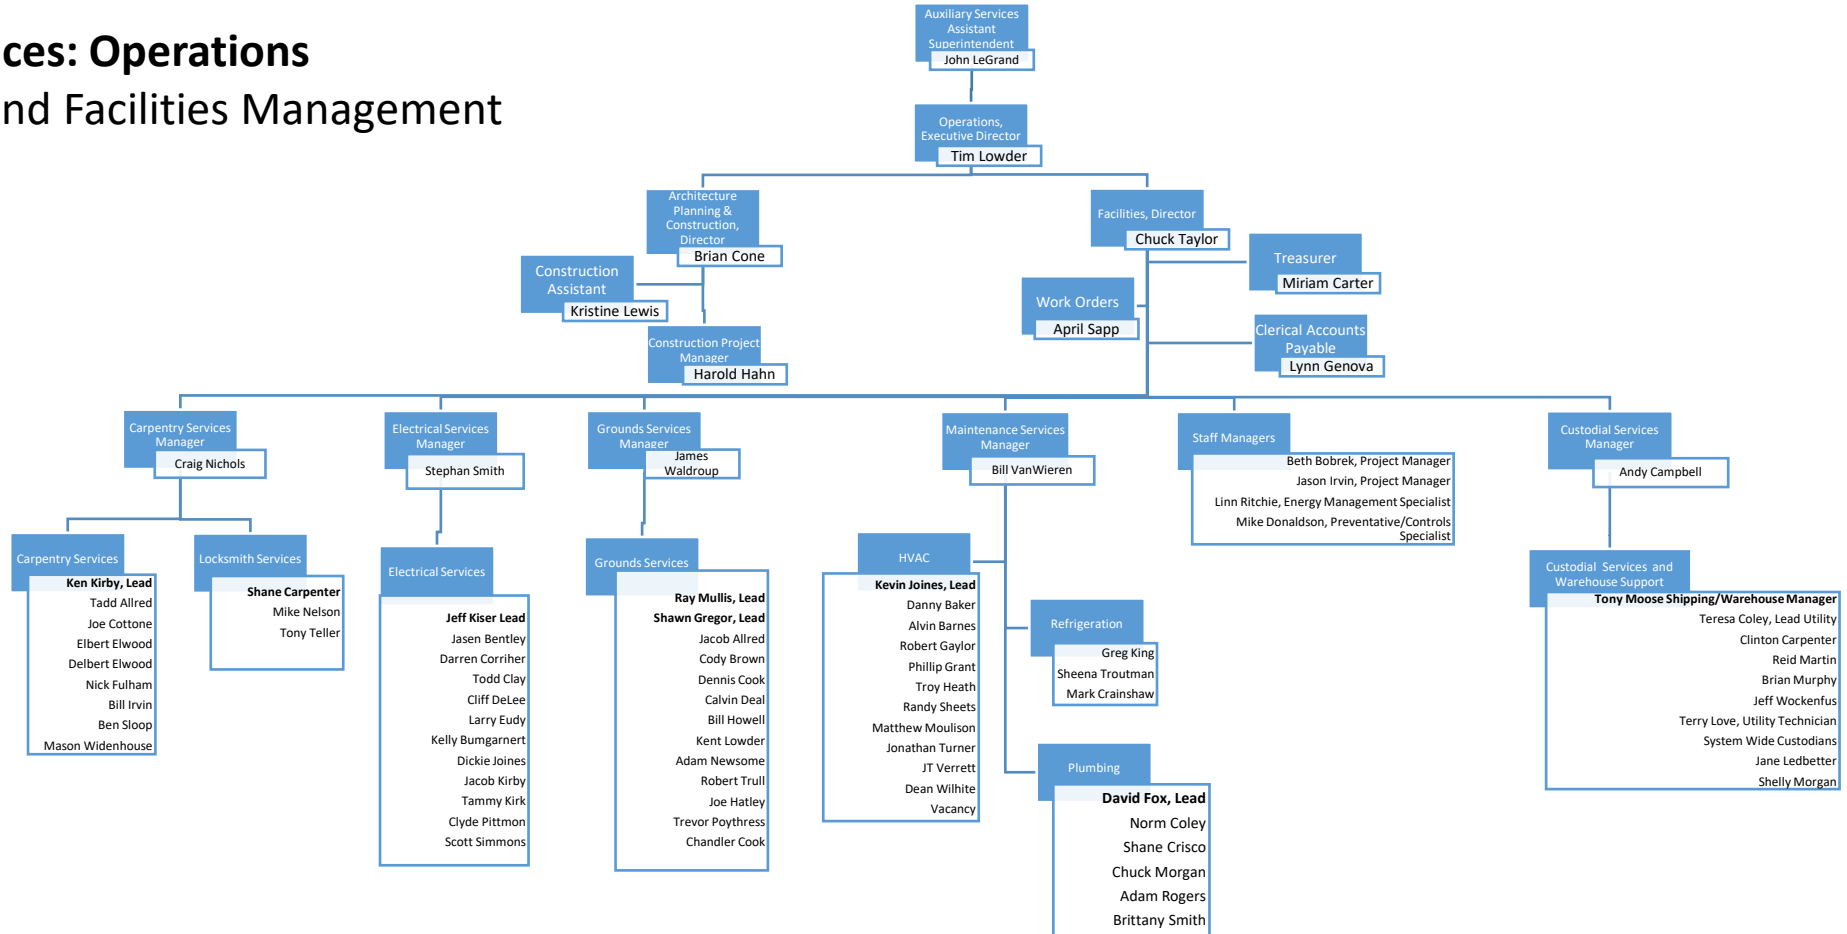 ces: Operations
nd Facilities Management
Auxiliary Services
Assistant
Superintendent
John LeGrand
Operations,
Executive Director
Tim Lowder
Architecture
Planning &
Construction,
Director
Brian Cone
Facilities, Director
Chuck Taylor
Construction
Assistant
Kristine Lewis
Treasurer
Miriam Carter
Work Orders
April Sapp
Construction Project
Manager
Harold Hahn
Clerical Accounts
Payable
Lynn Genova
Carpentry Services
Manager
Craig Nichols
Electrical Services
Manager
Stephan Smith
Grounds Services
Manager
James
Waldroup
Maintenance Services
Manager
Bill VanWieren
Staff Managers
Beth Bobrek, Project Manager
Jason Irvin, Project Manager
Linn Ritchie, Energy Management Specialist
Mike Donaldson, Preventative/Controls
Specialist
Custodial Services
Manager
Andy Campbell
Carpentry Services
Ken Kirby, Lead
Tadd Allred
Joe Cottone
Elbert Elwood
Delbert Elwood
Nick Fulham
Bill Irvin
Ben Sloop
Mason Widenhouse
Locksmith Services
Shane Carpenter
Mike Nelson
Tony Teller
Electrical Services
Jeff Kiser Lead
Jasen Bentley
Darren Corriher
Todd Clay
Cliff DeLee
Larry Eudy
Kelly Bumgarnert
Dickie Joines
Jacob Kirby
Tammy Kirk
Clyde Pittmon
Scott Simmons
Grounds Services
Ray Mullis, Lead
Shawn Gregor, Lead
Jacob Allred
Cody Brown
Dennis Cook
Calvin Deal
Bill Howell
Kent Lowder
Adam Newsome
Robert Trull
Joe Hatley
Trevor Poythress
Chandler Cook
HVAC
Kevin Joines, Lead
Danny Baker
Alvin Barnes
Robert Gaylor
Phillip Grant
Troy Heath
Randy Sheets
Matthew Moulison
Jonathan Turner
JT Verrett
Dean Wilhite
Vacancy
Refrigeration
Greg King
Sheena Troutman
Mark Crainshaw
Plumbing
David Fox, Lead
Norm Coley
Shane Crisco
Chuck Morgan
Adam Rogers
Brittany Smith
Custodial Services and
Warehouse Support
Tony Moose Shipping/Warehouse Manager
Teresa Coley, Lead Utility
Clinton Carpenter
Reid Martin
Brian Murphy
Jeff Wockenfus
Terry Love, Utility Technician
System Wide Custodians
Jane Ledbetter
Shelly Morgan